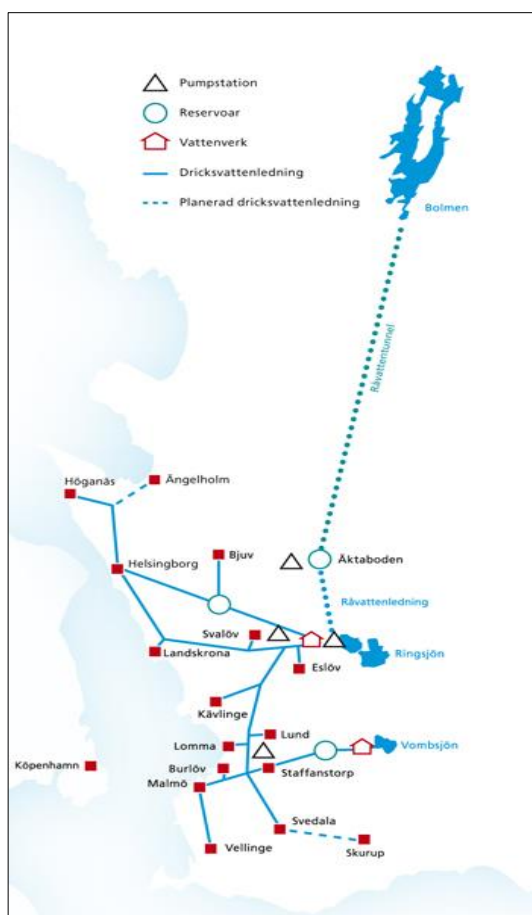 Pumpstation
Reservoar
Vattenverk
Dricksvattenledning
Planerad dricksvattenledning
Bolmen
Råvattentunnel
Höganäs
Ängelholm
Helsingborg
Bjuv
Äktaboden
Råvattenledning
Svalöv
Landskrona
Ringsjön
Eslöv
Kävlinge
Lund
Lomma
Vombsjön
Köpenhamn
Burlöv
Staffanstorp
Malmö
Svedala
Vellinge
Skurup